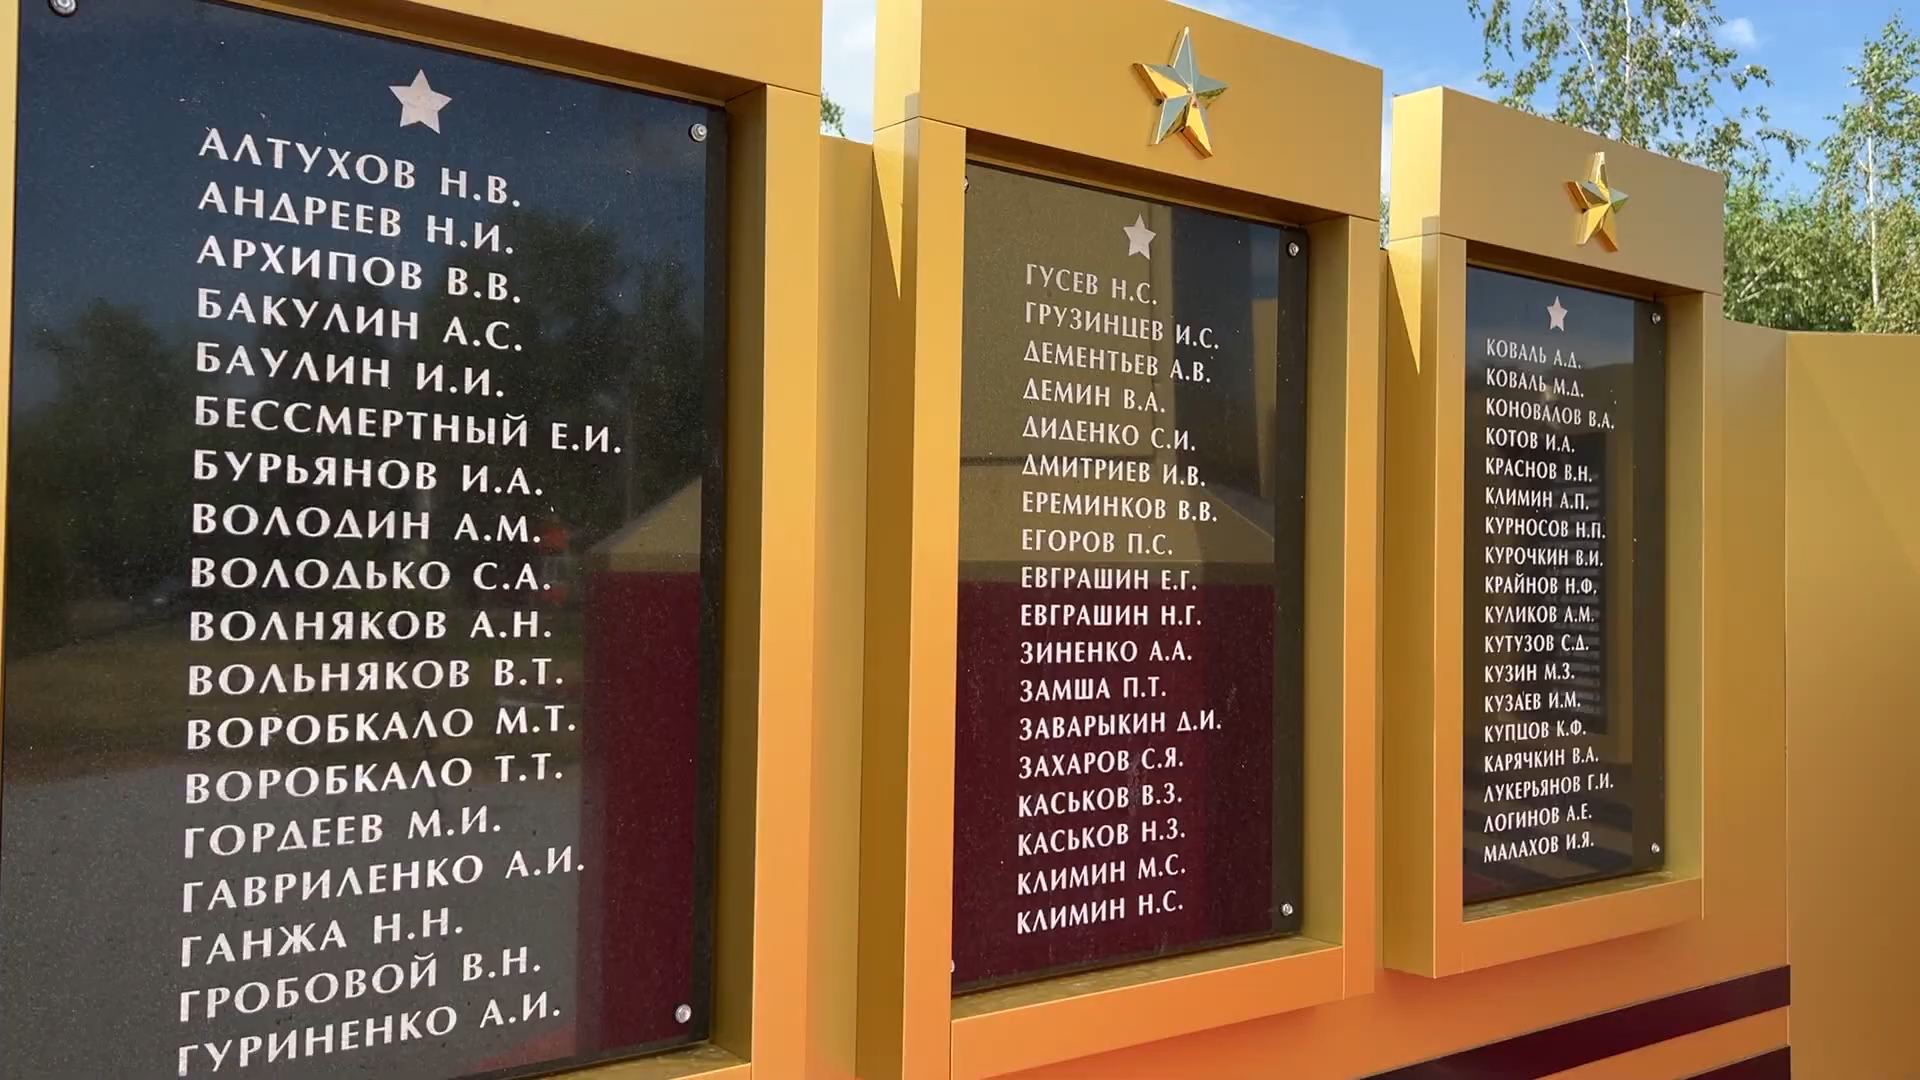 АЛТУХОВ Н.В.
АНДРЕЕВ Н.И.
АРХИПОВ В.В.
БАКУЛИН А.С.
БАУЛИН И.И.
БЕССМЕРТНЫЙ Е.И.
БУРЬЯНОВ И.А.
ВОЛОДИН А.М.
ВОЛОДЬКО С.А.
ВОЛНЯКОВ А.Н.
ВОЛЬНЯКОВ В.Т.
ВОРОБКАЛО М.Т.
ВОРОБКАЛО Т.Т.
ГОРДЕЕВ М.И.
ГАВРИЛЕНКО А.И.
ГАНЖА Н.Н.
ГРОБОВОЙ В.Н.
ГУРИНЕНКО А.И.
ГУСЕВ Н.С.
ГРУЗИНЦЕВ И.С.
ДЕМЕНТЬЕВ А.В.
ДЕМИН В.А.
ДИДЕНКО С.И.
ДМИТРИЕВ И.В.
ЕРЕМИНКОВ В.В.
ЕГОРОВ П.С.
ЕВГРАШИН Е.Г.
ЕВГРАШИН Н.Г.
ЗИНЕНКО А.А.
ЗАМША П.Т.
ЗАВАРЫКИН Д.И.
ЗАХАРОВ С.Я.
КАСЬКОВ В.З.
КАСЬКОВ Н.З.
КЛИМИН М.С.
КЛИМИН Н.С.
КОВАЛЬ А.Д.
КОВАЛЬ М.Д.
КОНОВАЛОВ В.А.
КОТОВ И.А.
КРАСНОВ В.Н.
КЛИМИН А.П.
КУРНОСОВ Н.П.
КУРОЧКИН В.И.
КРАЙНОВ Н.Ф.
КУЛИКОВ А.М.
КУТУЗОВ С.Д.
КУЗИН М.З.
КУЗАЕВ И.М.
КУПЦОВ К.Ф.
КАРЯЧКИН В.А.
ЛУКЕРЬЯНОВ Г.И.
ЛОГИНОВ А.Е.
МАЛАХОВ И.Я.